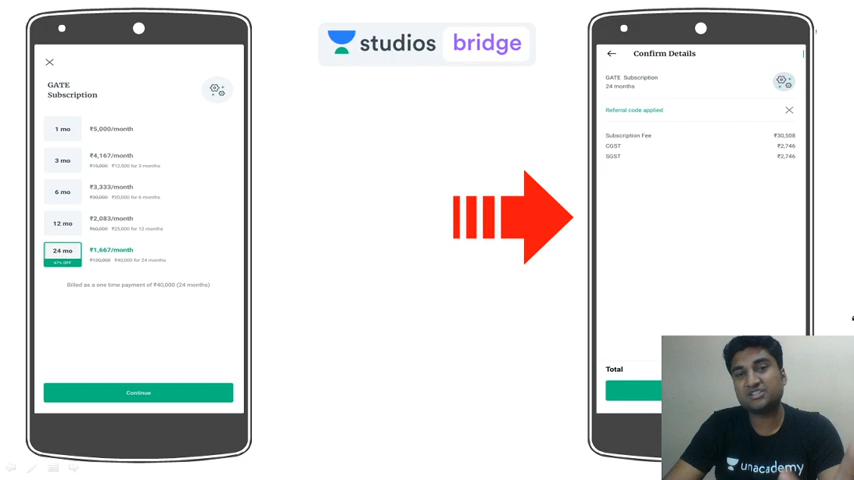 studios bridge
GATE
Subscription
1 mo
₹5,000/month
3 mo
₹4,167/month
₹15,000 ₹12,500 for 3 months
6 mo
₹3,333/month
₹30,000 ₹20,000 for 6 months
12 mo
₹2,083/month
₹60,000 ₹25,000 for 12 months
24 mo
67% OFF
₹1,667/month
₹120,000 ₹40,000 for 24 months
Billed as a one time payment of ₹40,000 (24 months)
Continue
Confirm Details
GATE Subscription
24 months
Referral code applied
Subscription Fee ₹30,508
CGST ₹2,746
SGST ₹2,746
Total
unacademy